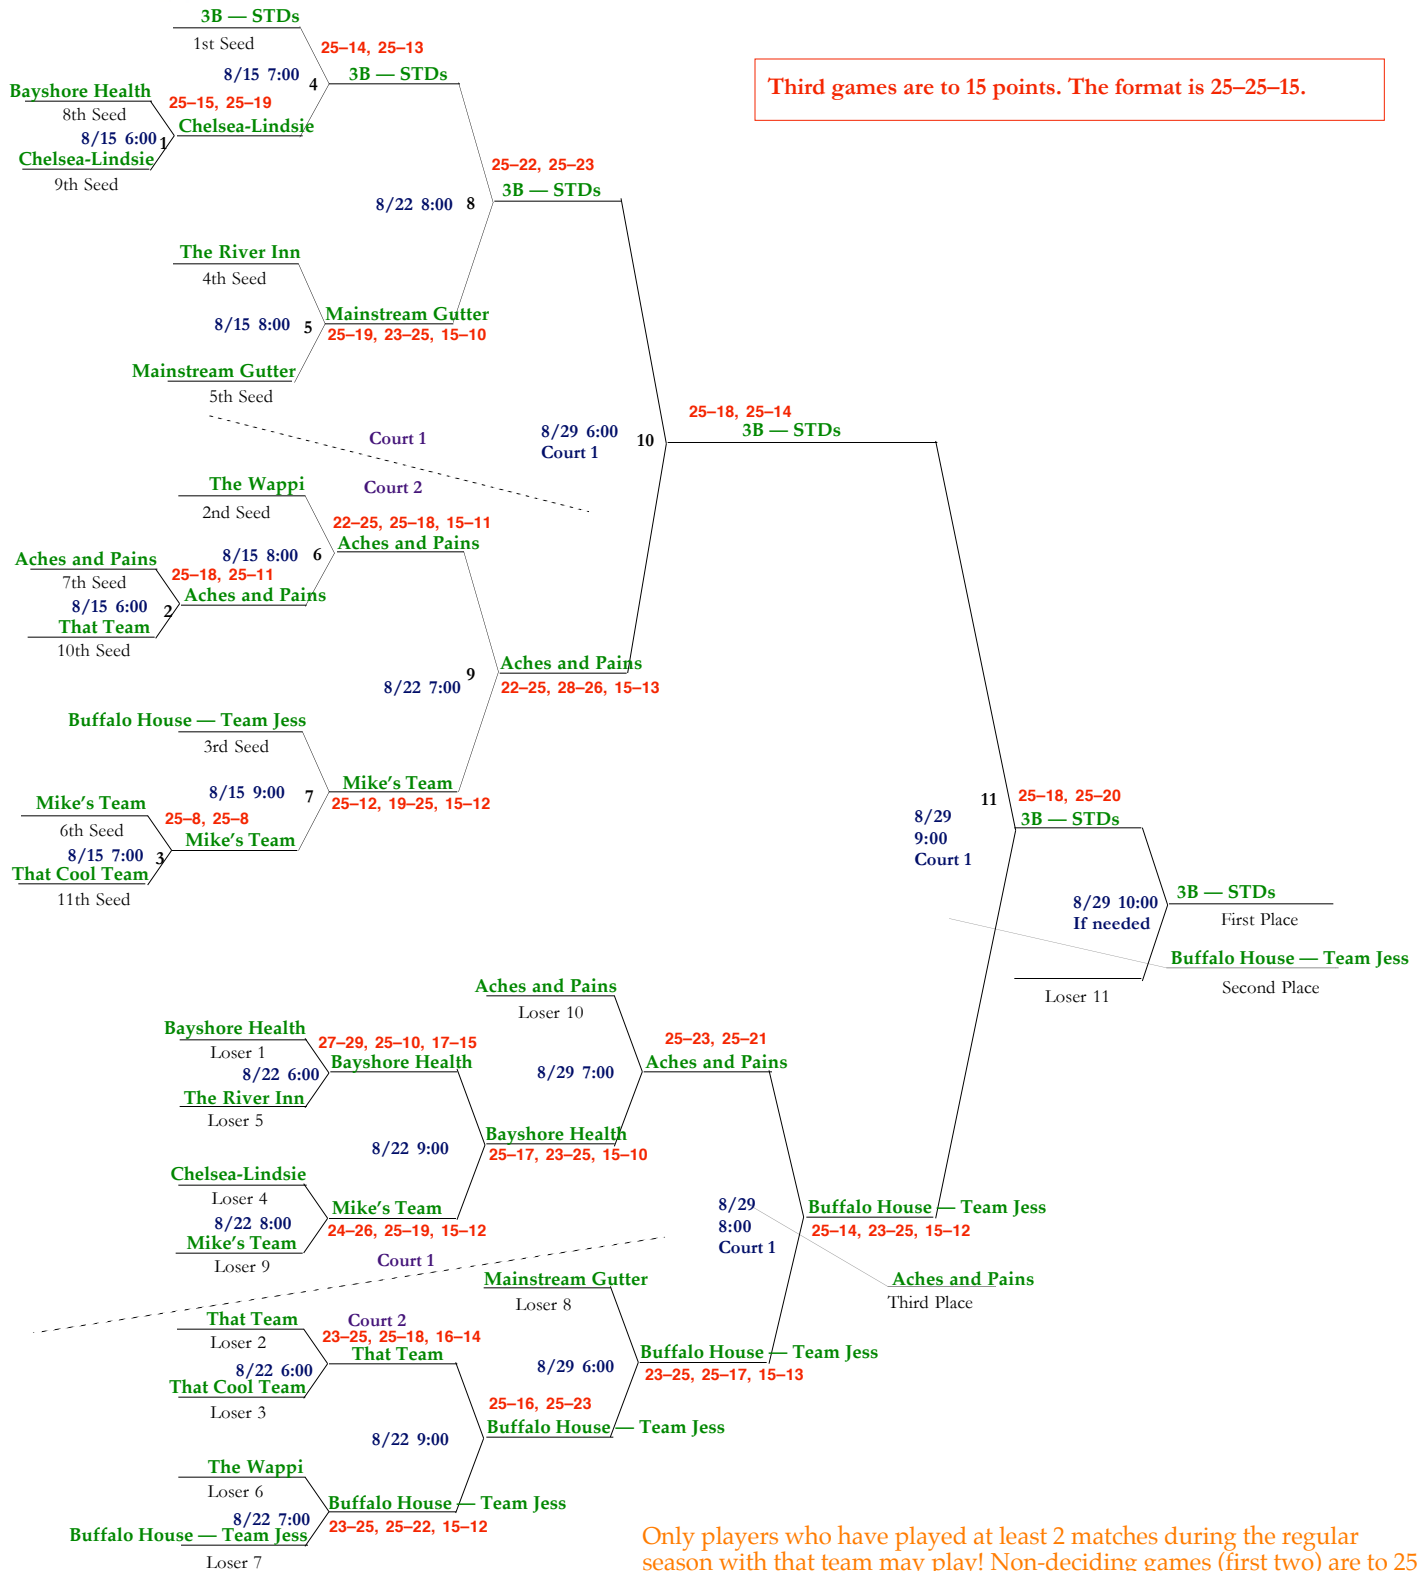 3B — STDs
1st Seed
25–14, 25–13
8/15 7:00
4
3B — STDs
Third games are to 15 points. The format is 25–25–15.
Bayshore Health
8th Seed
25–15, 25–19
8/15 6:00
1
Chelsea-Lindsie
Chelsea-Lindsie
9th Seed
25–22, 25–23
3B — STDs
8/22 8:00
8
The River Inn
4th Seed
8/15 8:00
5
Mainstream Gutter
25–19, 23–25, 15–10
Mainstream Gutter
5th Seed
Court 1
8/29 6:00
Court 1
10
25–18, 25–14
3B — STDs
The Wappi
2nd Seed
Court 2
22–25, 25–18, 15–11
8/15 8:00
6
Aches and Pains
Aches and Pains
7th Seed
25–18, 25–11
8/15 6:00
2
Aches and Pains
That Team
10th Seed
8/22 7:00
9
Aches and Pains
22–25, 28–26, 15–13
Buffalo House — Team Jess
3rd Seed
8/15 9:00
7
Mike’s Team
25–12, 19–25, 15–12
Mike’s Team
6th Seed
25–8, 25–8
8/15 7:00
3
Mike’s Team
That Cool Team
11th Seed
11
25–18, 25–20
8/29
9:00
Court 1
3B — STDs
8/29 10:00
If needed
3B — STDs
First Place
Buffalo House — Team Jess
Second Place
Loser 11
Aches and Pains
Loser 10
Bayshore Health
Loser 1
27–29, 25–10, 17–15
8/22 6:00
Bayshore Health
The River Inn
Loser 5
25–23, 25–21
8/29 7:00
Aches and Pains
8/22 9:00
Bayshore Health
25–17, 23–25, 15–10
Chelsea-Lindsie
Loser 4
8/22 8:00
Mike’s Team
24–26, 25–19, 15–12
Mike’s Team
Loser 9
8/29
8:00
Court 1
Buffalo House — Team Jess
25–14, 23–25, 15–12
Court 1
Aches and Pains
Third Place
Mainstream Gutter
Loser 8
That Team
Loser 2
Court 2
23–25, 25–18, 16–14
8/22 6:00
That Team
That Cool Team
Loser 3
8/29 6:00
Buffalo House — Team Jess
23–25, 25–17, 15–13
25–16, 25–23
8/22 9:00
Buffalo House — Team Jess
The Wappi
Loser 6
8/22 7:00
Buffalo House — Team Jess
23–25, 25–22, 15–12
Buffalo House — Team Jess
Loser 7
Only players who have played at least 2 matches during the regular
season with that team may play! Non-deciding games (first two) are to 25